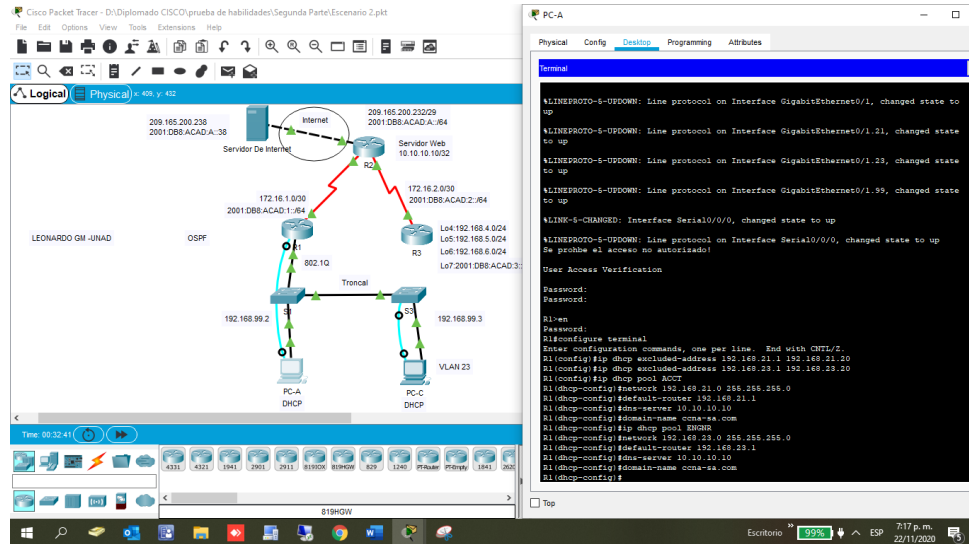 Cisco Packet Tracer - D:\Diplomado CISCO\prueba de habilidades\Segunda Parte\Escenario 2.pkt
File Edit Options View Tools Extensions Help
Logical Physical x: 409, y: 432
209.165.200.238
2001:DB8:ACAD:A::38
Internet
209.165.200.232/29
2001:DB8:ACAD:A::/64
Servidor De Internet
Servidor Web
10.10.10.10/32
R2
172.16.1.0/30
2001:DB8:ACAD:1::/64
172.16.2.0/30
2001:DB8:ACAD:2::/64
LEONARDO GM -UNAD
OSPF
R1
R3
Lo4:192.168.4.0/24
Lo5:192.168.5.0/24
Lo6:192.168.6.0/24
Lo7:2001:DB8:ACAD:3:
802.1Q
Troncal
192.168.99.2
S1
S3
192.168.99.3
VLAN 23
PC-A
DHCP
PC-C
DHCP
Time: 00:32:41
4331 4321 1941 2901 2911 819IOX 819HGW 829 1240 PT-Router PT-Empty 1841 2620
819HGW
PC-A
Physical Config Desktop Programming Attributes
Terminal
%LINEPROTO-5-UPDOWN: Line protocol on Interface GigabitEthernet0/1, changed state to
up
%LINEPROTO-5-UPDOWN: Line protocol on Interface GigabitEthernet0/1.21, changed state
to up
%LINEPROTO-5-UPDOWN: Line protocol on Interface GigabitEthernet0/1.23, changed state
to up
%LINEPROTO-5-UPDOWN: Line protocol on Interface GigabitEthernet0/1.99, changed state
to up
%LINK-5-CHANGED: Interface Serial0/0/0, changed state to up
%LINEPROTO-5-UPDOWN: Line protocol on Interface Serial0/0/0, changed state to up
Se prohbe el acceso no autorizado!
User Access Verification
Password:
Password:
R1>en
Password:
R1#configure terminal
Enter configuration commands, one per line. End with CNTL/Z.
R1(config)#ip dhcp excluded-address 192.168.21.1 192.168.21.20
R1(config)#ip dhcp excluded-address 192.168.23.1 192.168.23.20
R1(config)#ip dhcp pool ACCT
R1(dhcp-config)#network 192.168.21.0 255.255.255.0
R1(dhcp-config)#default-router 192.168.21.1
R1(dhcp-config)#dns-server 10.10.10.10
R1(dhcp-config)#domain-name ccna-sa.com
R1(dhcp-config)#ip dhcp pool ENGNR
R1(dhcp-config)#network 192.168.23.0 255.255.255.0
R1(dhcp-config)#default-router 192.168.23.1
R1(dhcp-config)#dns-server 10.10.10.10
R1(dhcp-config)#domain-name ccna-sa.com
R1(dhcp-config)#
Top
Escritorio 99% ESP 7:17 p. m.
22/11/2020